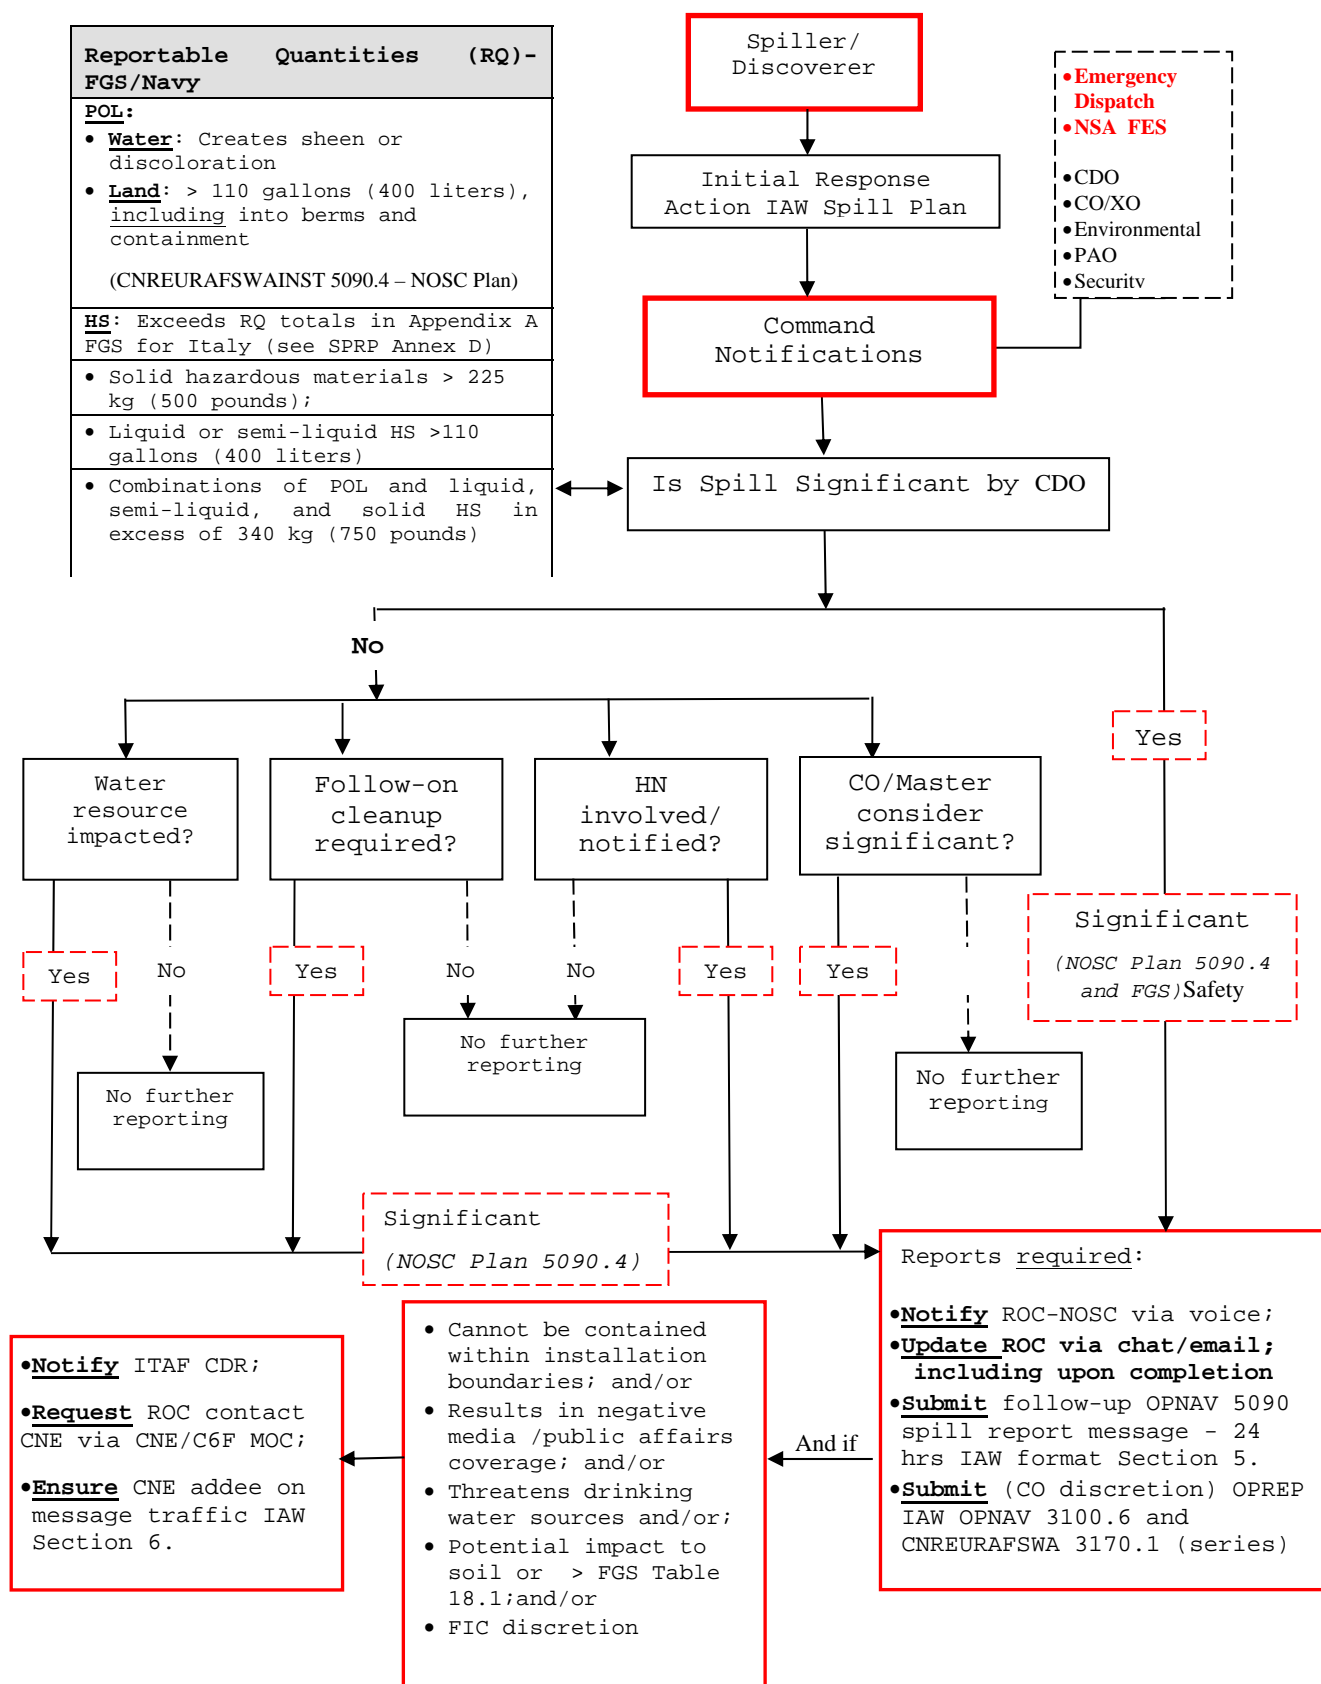 Reportable Quantities (RQ)-
FGS/Navy
POL:
• Water: Creates sheen or
discoloration
• Land: > 110 gallons (400 liters),
including into berms and
containment
(CNREURAFSWAINST 5090.4 – NOSC Plan)
HS: Exceeds RQ totals in Appendix A
FGS for Italy (see SPRP Annex D)
• Solid hazardous materials > 225
kg (500 pounds);
• Liquid or semi-liquid HS >110
gallons (400 liters)
• Combinations of POL and liquid,
semi-liquid, and solid HS in
excess of 340 kg (750 pounds)
Spiller/
Discoverer
Initial Response
Action IAW Spill Plan
Command
Notifications
• Emergency
Dispatch
• NSA FES
• CDO
• CO/XO
• Environmental
• PAO
• Security
Is Spill Significant by CDO
No
Yes
Water
resource
impacted?
Follow-on
cleanup
required?
HN
involved/
notified?
CO/Master
consider
significant?
Significant
(NOSC Plan 5090.4
and FGS)Safety
Yes
No
Yes
No
No
Yes
Yes
No further
reporting
No further
reporting
No further
reporting
Significant
(NOSC Plan 5090.4)
Reports required:
•Notify ROC-NOSC via voice;
•Update ROC via chat/email;
including upon completion
•Submit follow-up OPNAV 5090
spill report message - 24
hrs IAW format Section 5.
•Submit (CO discretion) OPREP
IAW OPNAV 3100.6 and
CNREURAFSWA 3170.1 (series)
And if
• Cannot be contained
within installation
boundaries; and/or
• Results in negative
media /public affairs
coverage; and/or
• Threatens drinking
water sources and/or;
• Potential impact to
soil or > FGS Table
18.1;and/or
• FIC discretion
•Notify ITAF CDR;
•Request ROC contact
CNE via CNE/C6F MOC;
•Ensure CNE addee on
message traffic IAW
Section 6.